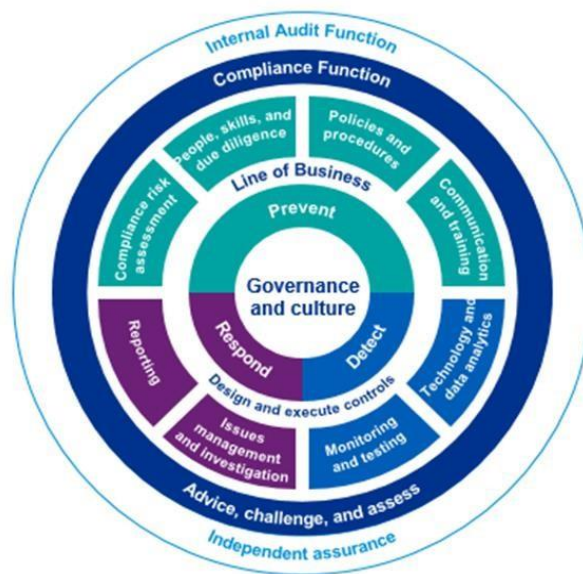 Internal Audit Function
Compliance Function
People, skills, and
due diligence
Policies and
procedures
Line of Business
Compliance risk
assessment
Communication
and training
Prevent
Governance
and culture
Respond
Detect
Reporting
Technology and
data analytics
Design and execute controls
Issues
management
and investigation
Monitoring
and testing
Advice, challenge, and assess
Independent assurance